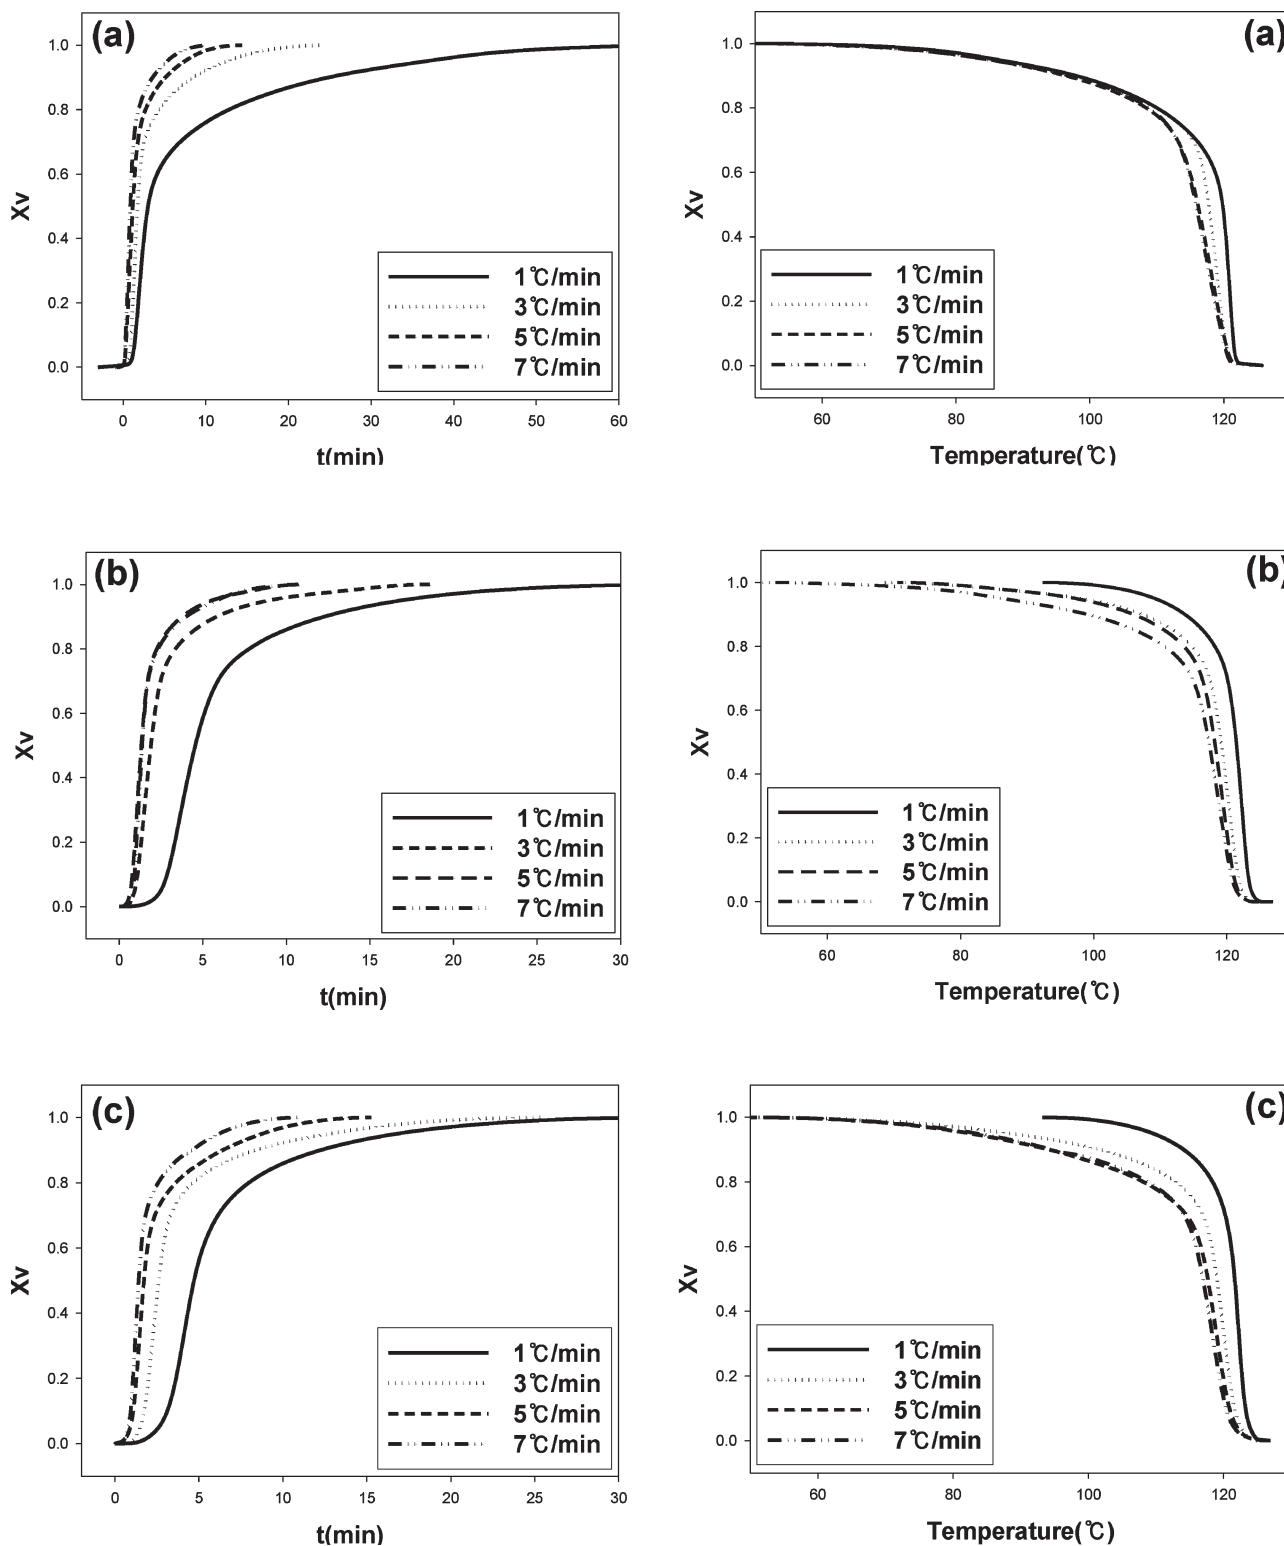 (a)
1.0
0.8
0.6
0.4
0.2
0.0
Xv
1℃/min
3℃/min
5℃/min
7℃/min
0 10 20 30 40 50 60
t(min)
(a)
1.0
0.8
0.6
0.4
0.2
0.0
Xv
1℃/min
3℃/min
5℃/min
7℃/min
60 80 100 120
Temperature(℃)
(b)
1.0
0.8
0.6
0.4
0.2
0.0
Xv
1℃/min
3℃/min
5℃/min
7℃/min
0 5 10 15 20 25 30
t(min)
(b)
1.0
0.8
0.6
0.4
0.2
0.0
Xv
1℃/min
3℃/min
5℃/min
7℃/min
60 80 100 120
Temperature(℃)
(c)
1.0
0.8
0.6
0.4
0.2
0.0
Xv
1℃/min
3℃/min
5℃/min
7℃/min
0 5 10 15 20 25 30
t(min)
(c)
1.0
0.8
0.6
0.4
0.2
0.0
Xv
1℃/min
3℃/min
5℃/min
7℃/min
60 80 100 120
Temperature(℃)